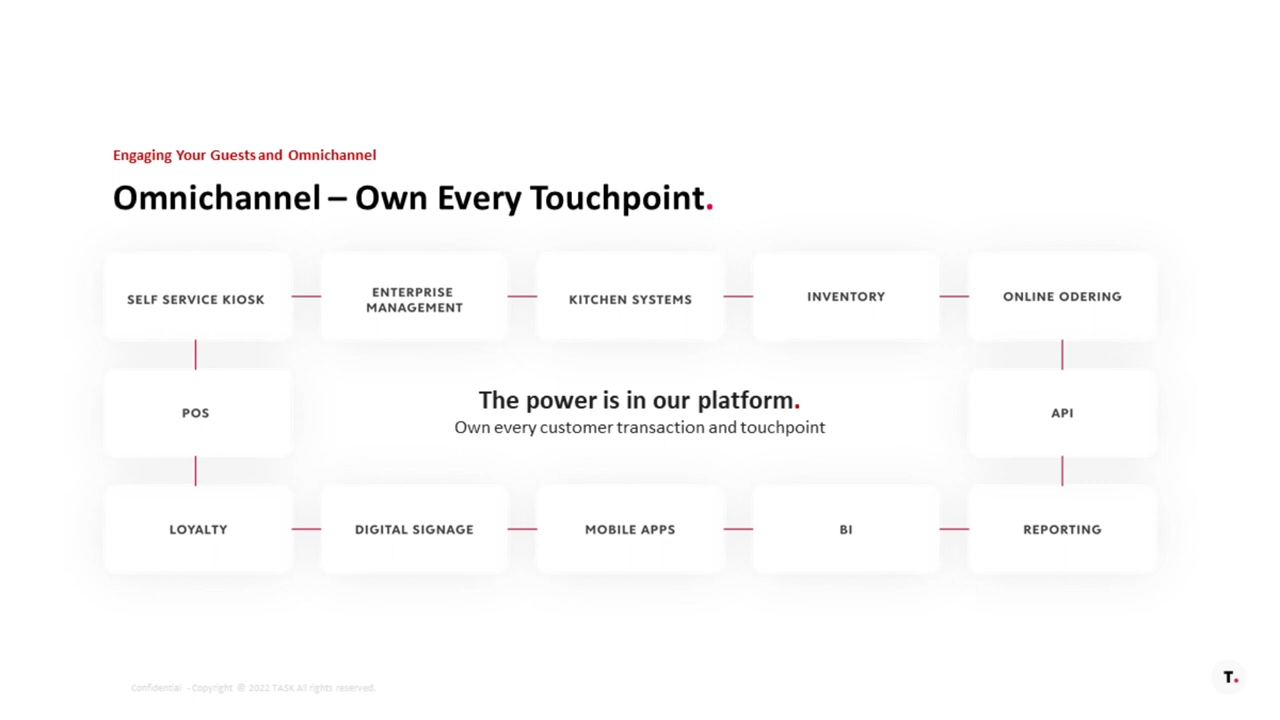 Engaging Your Guests and Omnichannel
Omnichannel – Own Every Touchpoint.
SELF SERVICE KIOSK
ENTERPRISE
MANAGEMENT
KITCHEN SYSTEMS
INVENTORY
ONLINE ODERING
POS
The power is in our platform.
Own every customer transaction and touchpoint
API
LOYALTY
DIGITAL SIGNAGE
MOBILE APPS
BI
REPORTING
Confidential - Copyright @ 2022 TASK All rights reserved.
T.